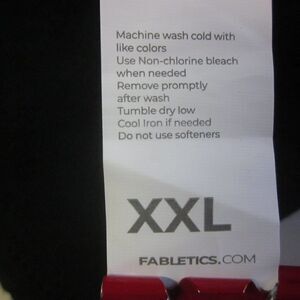 Machine wash cold with
like colors
Use Non-chlorine bleach
when needed
Remove promptly
after wash
Tumble dry low
Cool Iron if needed
Do not use softeners
XXL
FABLETICS.COM